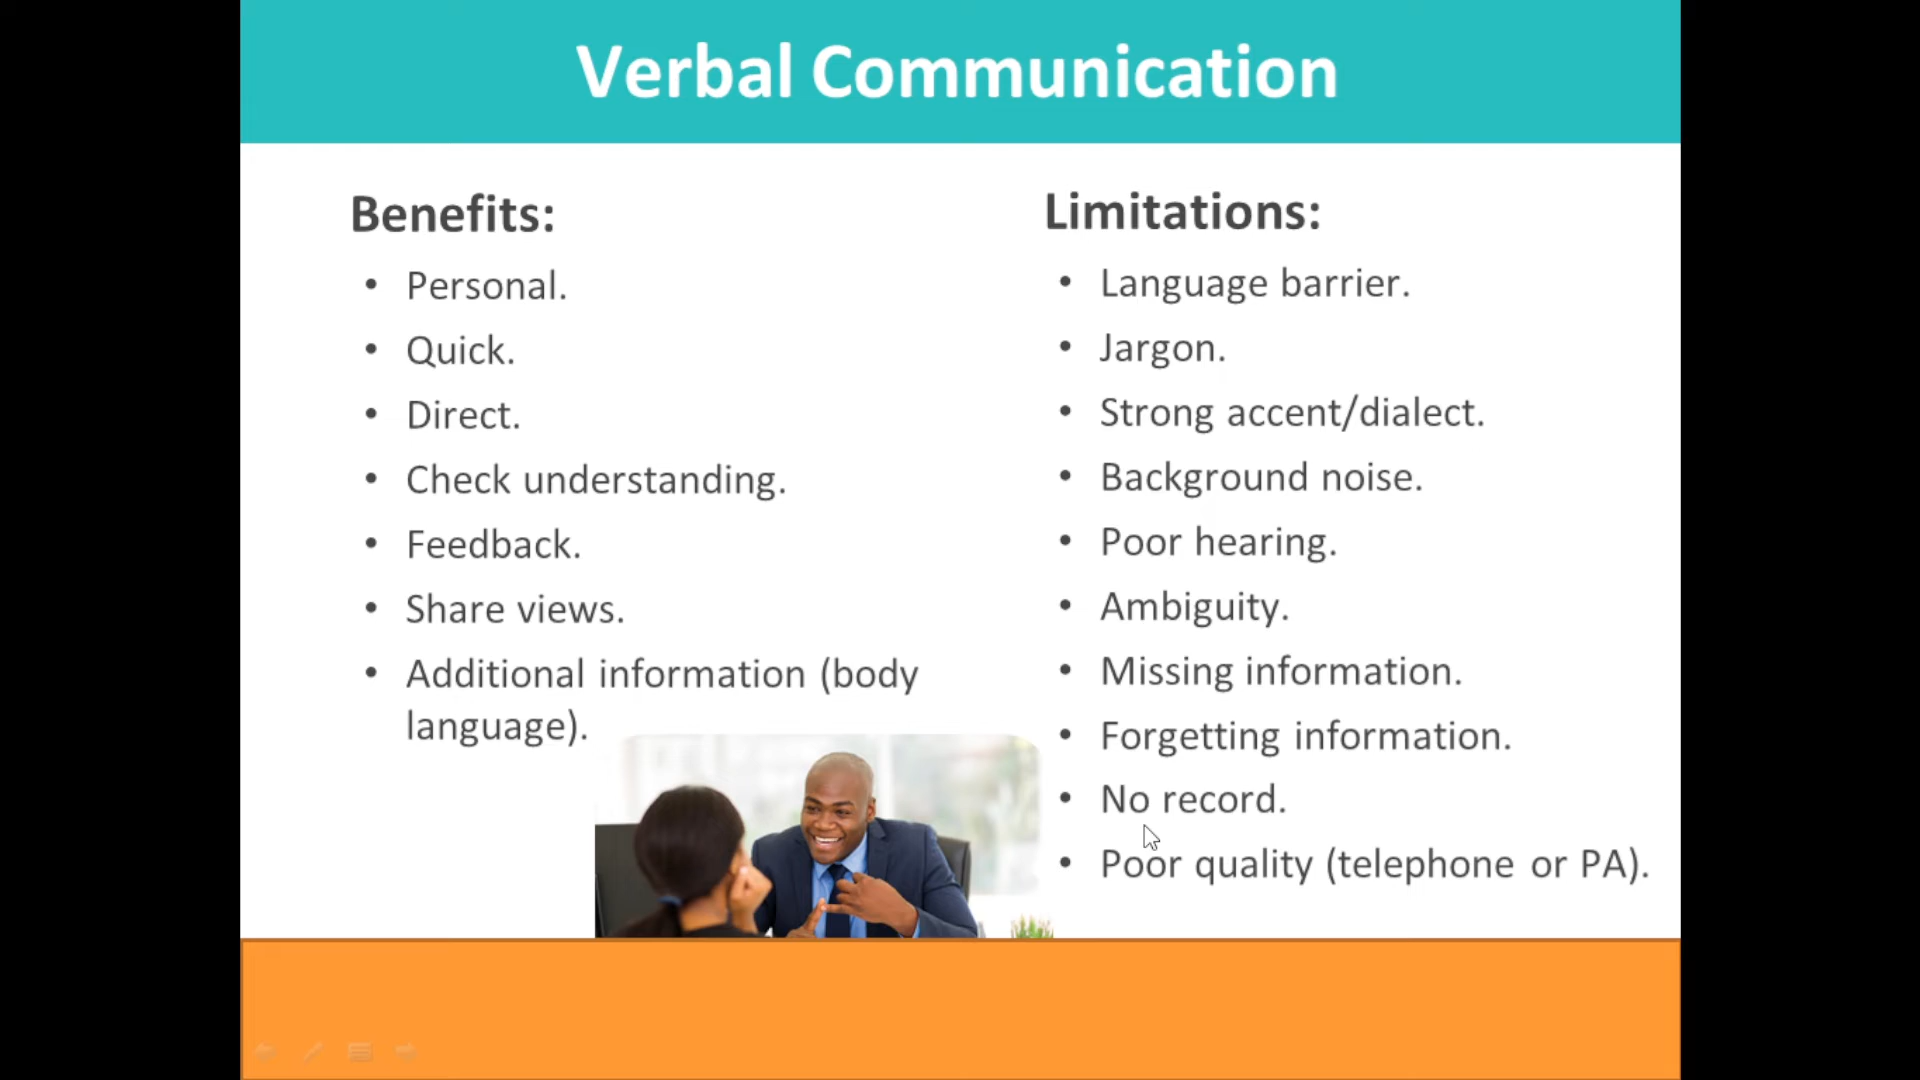 Verbal Communication
Benefits:
• Personal.
• Quick.
• Direct.
• Check understanding.
• Feedback.
• Share views.
• Additional information (body
language).
Limitations:
• Language barrier.
• Jargon.
• Strong accent/dialect.
• Background noise.
• Poor hearing.
• Ambiguity.
• Missing information.
• Forgetting information.
• No record.
• Poor quality (telephone or PA).